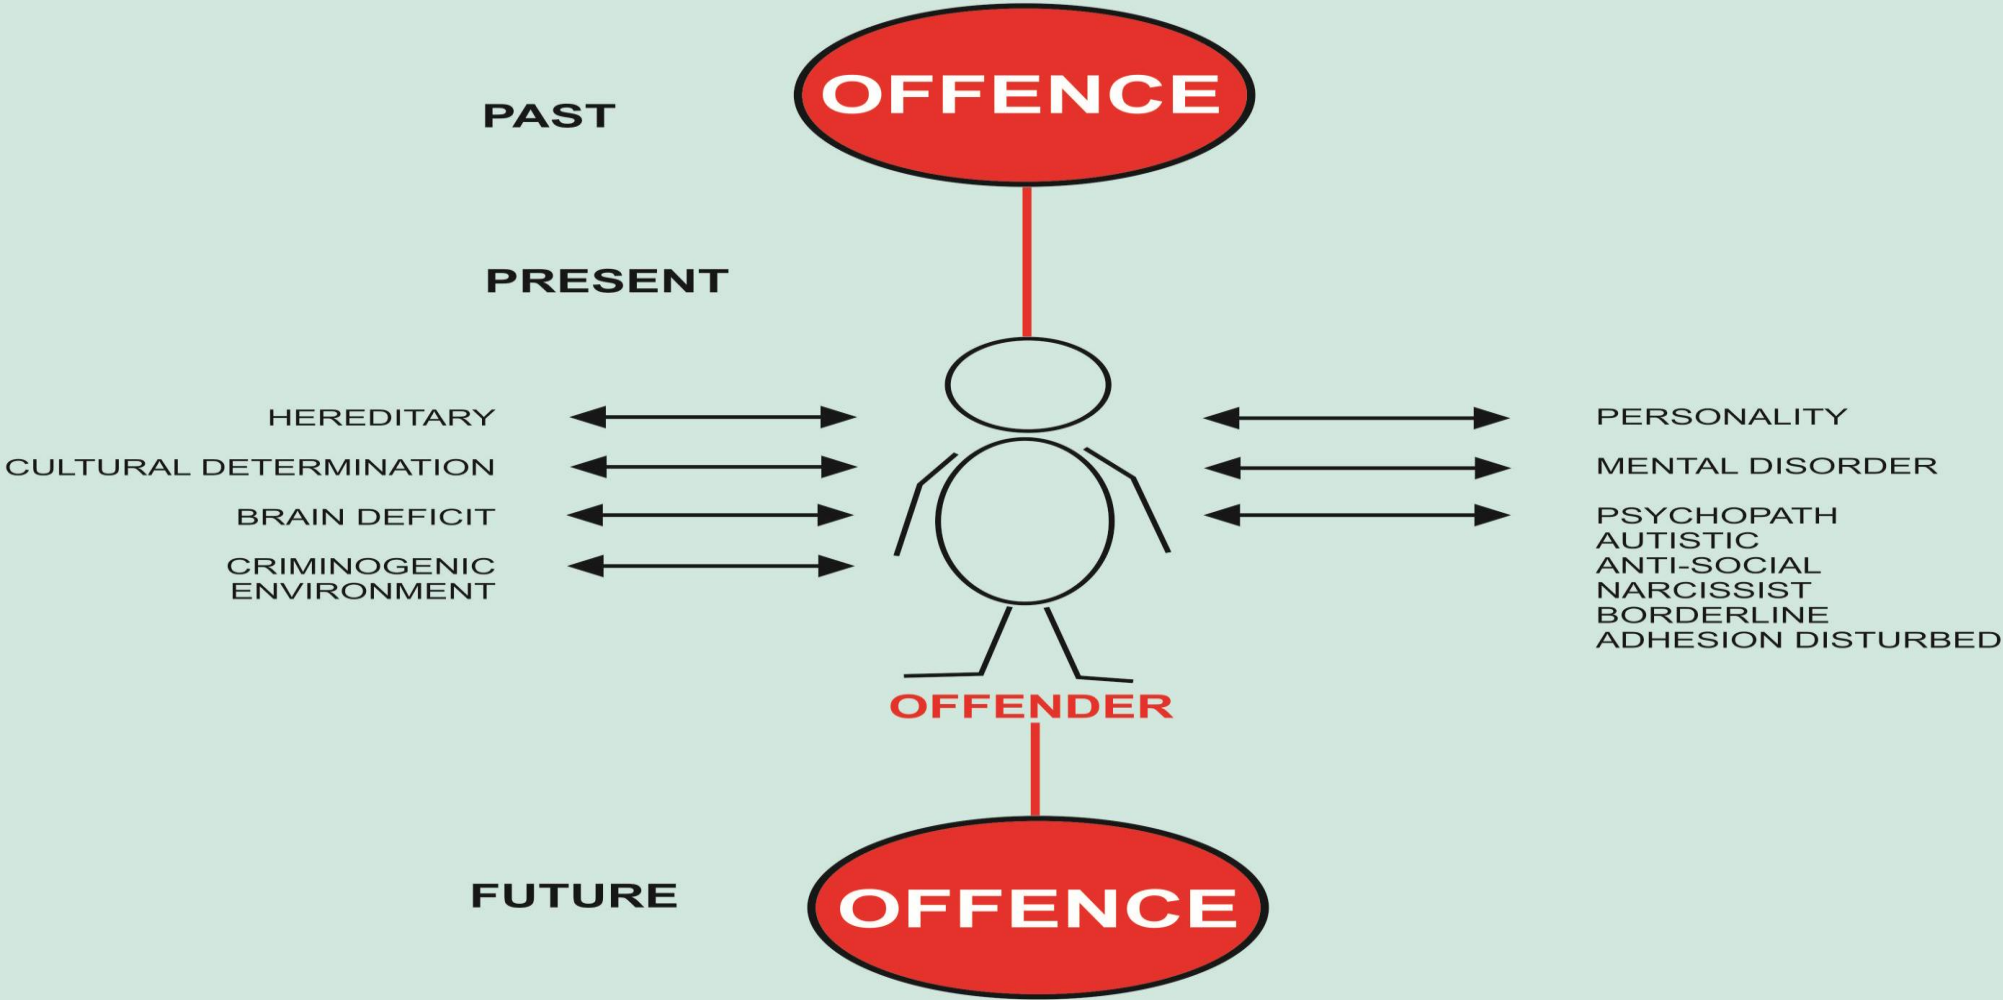 OFFENCE
PAST
PRESENT
HEREDITARY
CULTURAL DETERMINATION
BRAIN DEFICIT
CRIMINOGENIC
ENVIRONMENT
PERSONALITY
MENTAL DISORDER
PSYCHOPATH
AUTISTIC
ANTI-SOCIAL
NARCISSIST
BORDERLINE
ADHESION DISTURBED
OFFENDER
FUTURE
OFFENCE